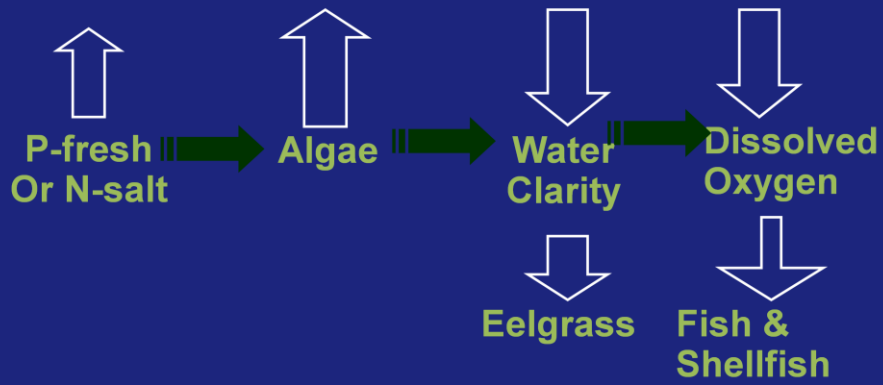 P-fresh
Or N-salt
Algae
Water
Clarity
Dissolved
Oxygen
Eelgrass
Fish &
Shellfish